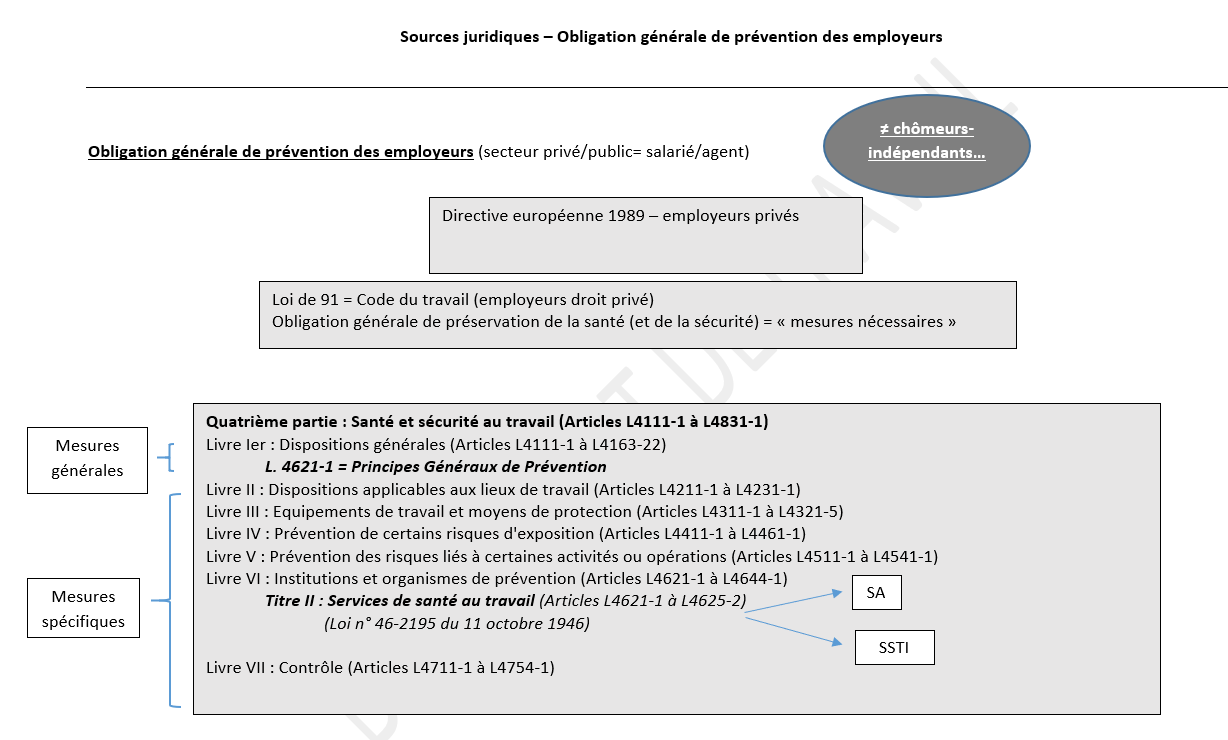 Sources juridiques – Obligation générale de prévention des employeurs
Obligation générale de prévention des employeurs (secteur privé/public= salarié/agent)
≠ chômeurs-
indépendants…
Directive européenne 1989 – employeurs privés
Loi de 91 = Code du travail (employeurs droit privé)
Obligation générale de préservation de la santé (et de la sécurité) = « mesures nécessaires »
Mesures
générales
Quatrième partie : Santé et sécurité au travail (Articles L4111-1 à L4831-1)
Livre Ier : Dispositions générales (Articles L4111-1 à L4163-22)
L. 4621-1 = Principes Généraux de Prévention
Livre II : Dispositions applicables aux lieux de travail (Articles L4211-1 à L4231-1)
Livre III : Equipements de travail et moyens de protection (Articles L4311-1 à L4321-5)
Livre IV : Prévention de certains risques d'exposition (Articles L4411-1 à L4461-1)
Livre V : Prévention des risques liés à certaines activités ou opérations (Articles L4511-1 à L4541-1)
Livre VI : Institutions et organismes de prévention (Articles L4621-1 à L4644-1)
Titre II : Services de santé au travail (Articles L4621-1 à L4625-2)
(Loi n° 46-2195 du 11 octobre 1946)
Livre VII : Contrôle (Articles L4711-1 à L4754-1)
Mesures
spécifiques
SA
SSTI